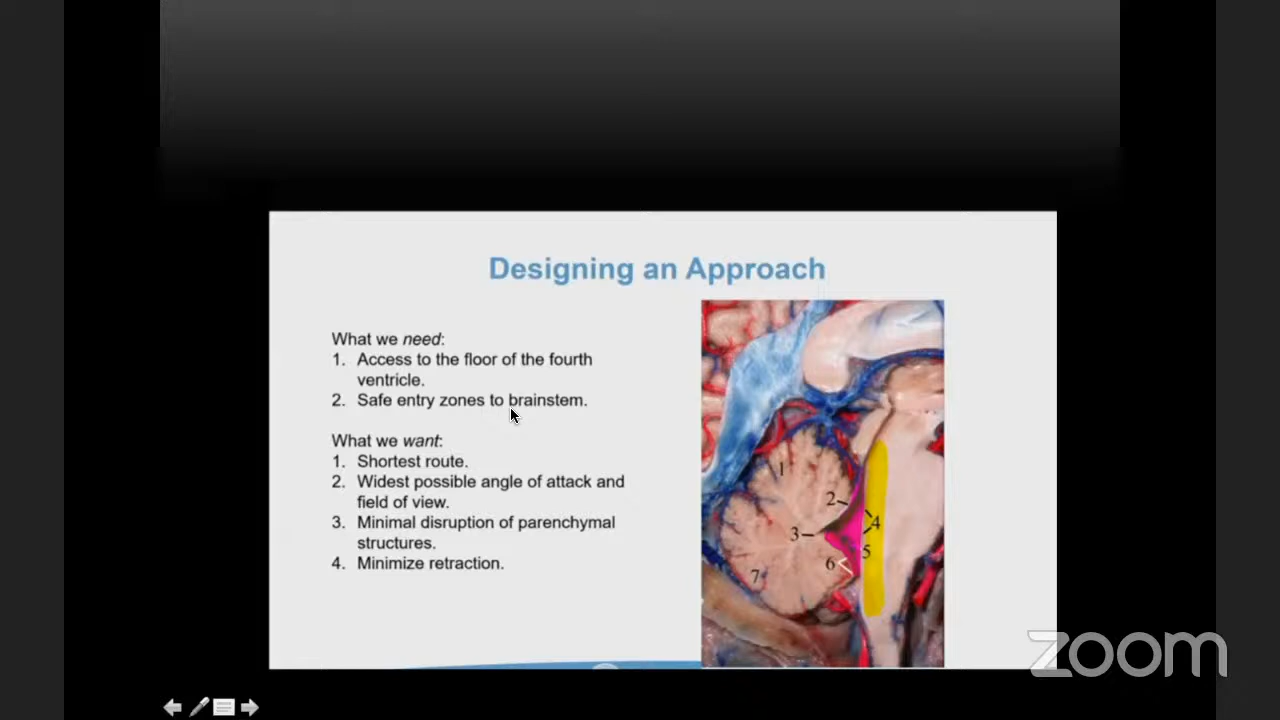 Designing an Approach
What we need:
1. Access to the floor of the fourth
ventricle.
2. Safe entry zones to brainstem.
What we want:
1. Shortest route.
2. Widest possible angle of attack and
field of view.
3. Minimal disruption of parenchymal
structures.
4. Minimize retraction.
1
2
3
4
5
6
7
zoom